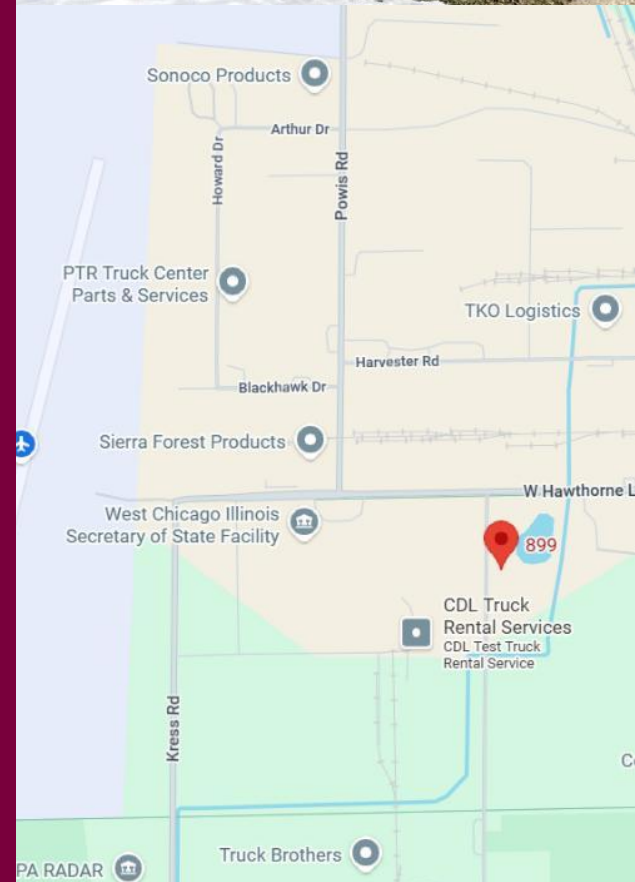 Sonoco Products
Arthur Dr
Howard Dr
Powis Rd
PTR Truck Center
Parts & Services
TKO Logistics
Harvester Rd
Blackhawk Dr
Sierra Forest Products
W Hawthorne L
West Chicago Illinois
Secretary of State Facility
899
CDL Truck
Rental Services
CDL Test Truck
Rental Service
Kress Rd
Truck Brothers
PA RADAR